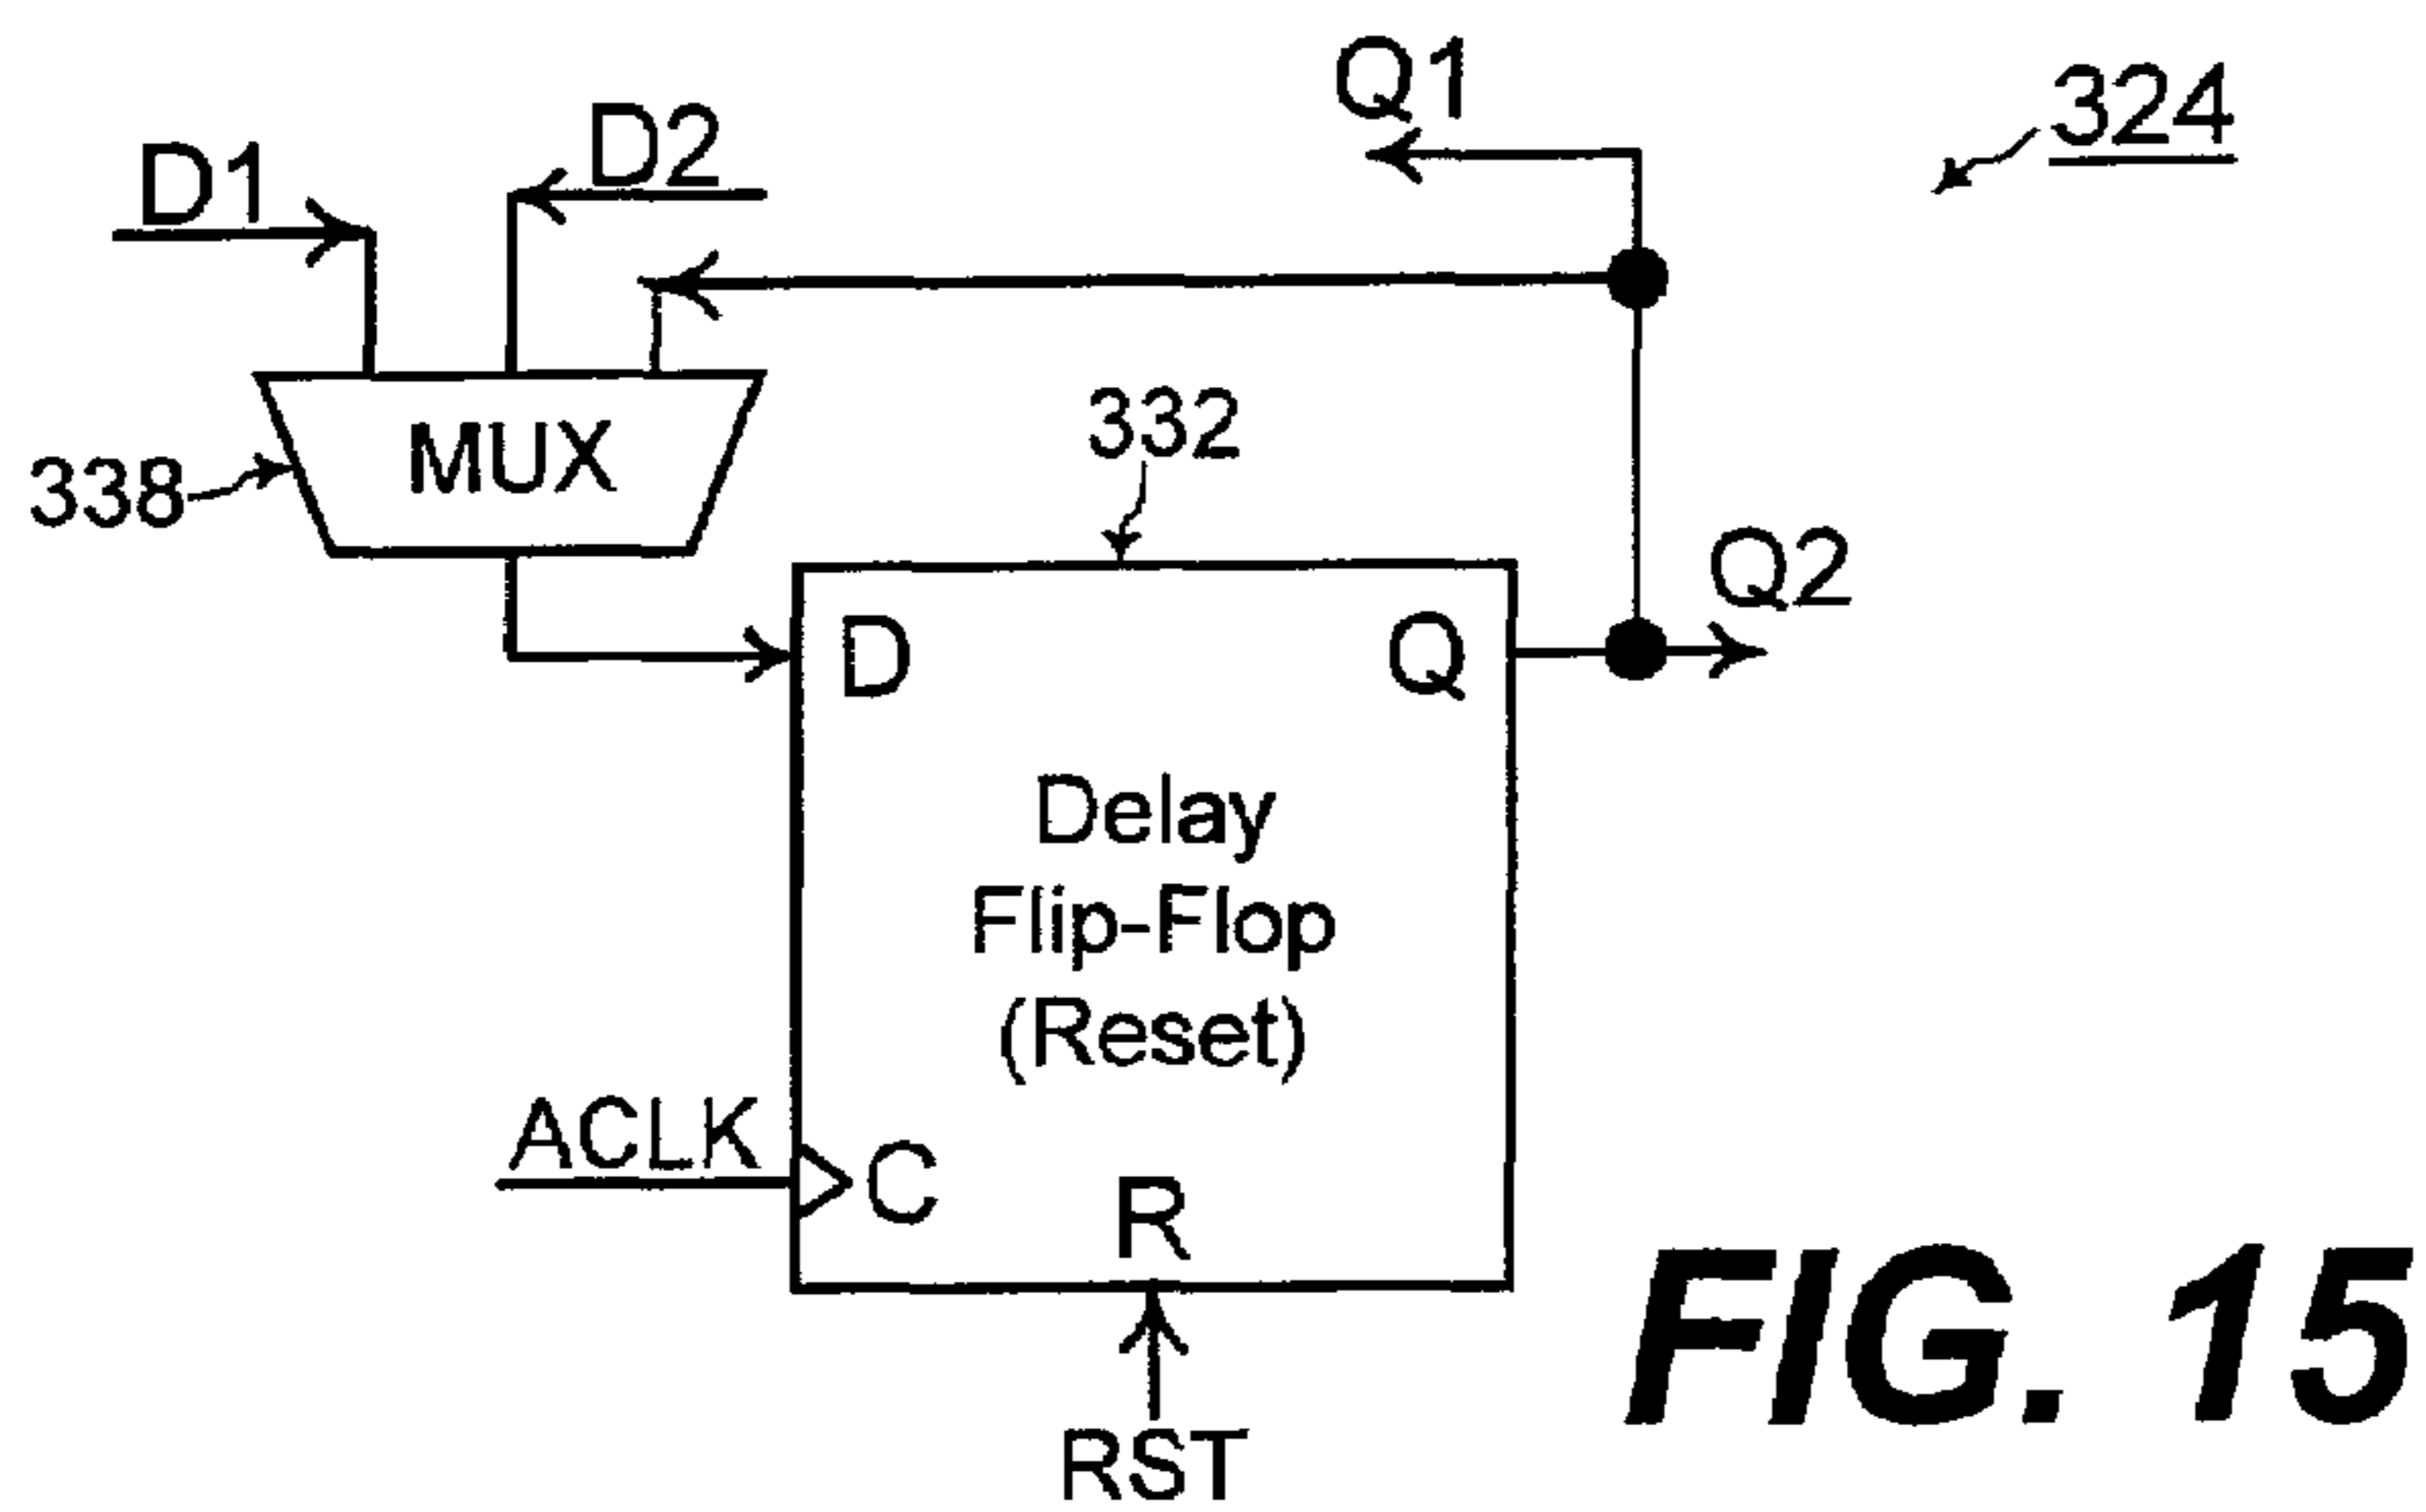 Q1
324
D2
D1
MUX
332
338
Q2
D
Q
Delay
Flip-Flop
(Reset)
ACLK
C
R
RST
FIG. 15